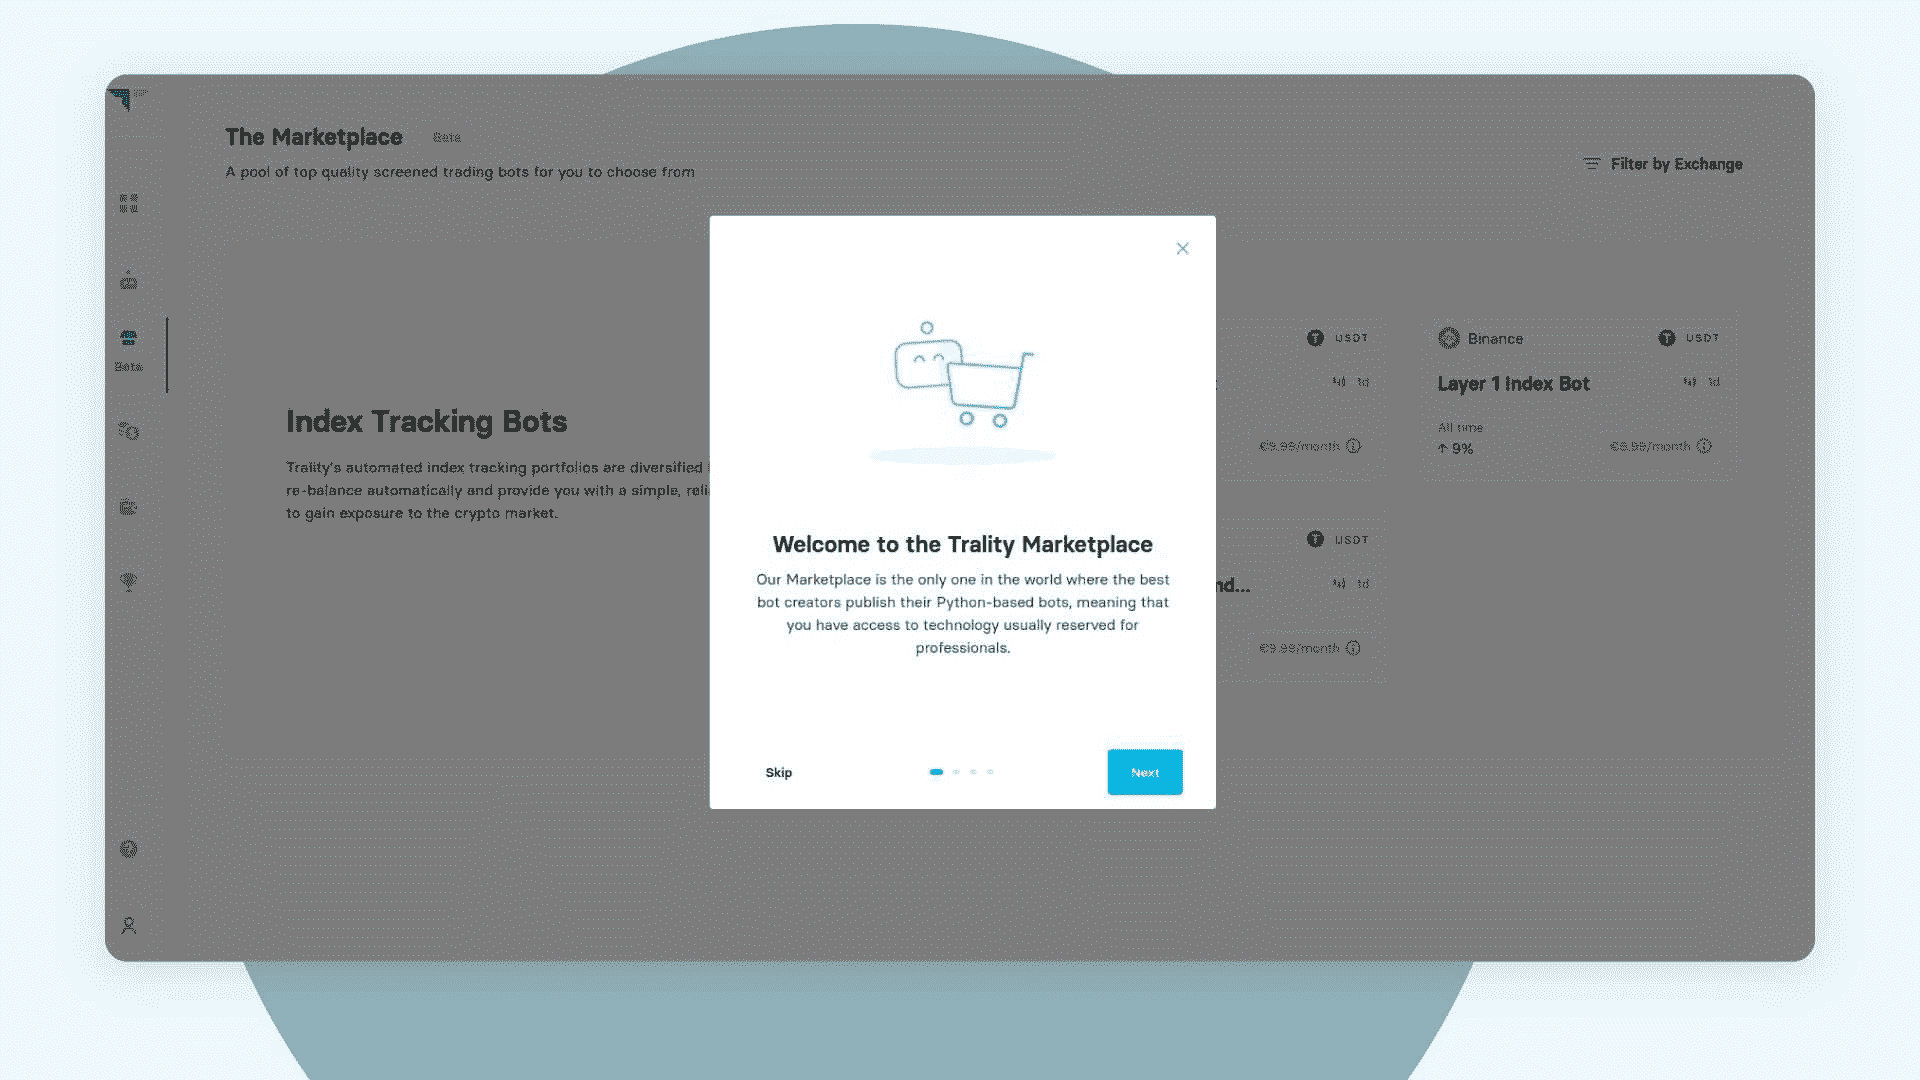 The Marketplace Beta
A pool of top quality screened trading bots for you to choose from
Filter by Exchange
Bots
Index Tracking Bots
Trality's automated index tracking portfolios are diversified
re-balance automatically and provide you with a simple,
to gain exposure to the crypto market.
Welcome to the Trality Marketplace
Our Marketplace is the only one in the world where the best
bot creators publish their Python-based bots, meaning that
you have access to technology usually reserved for
professionals.
Skip
Next
USDT
1d
€9.99/month
Binance USDT
Layer 1 Index Bot 1d
All time
↑ 9% €9.99/month
USDT
nd... 1d
€9.99/month